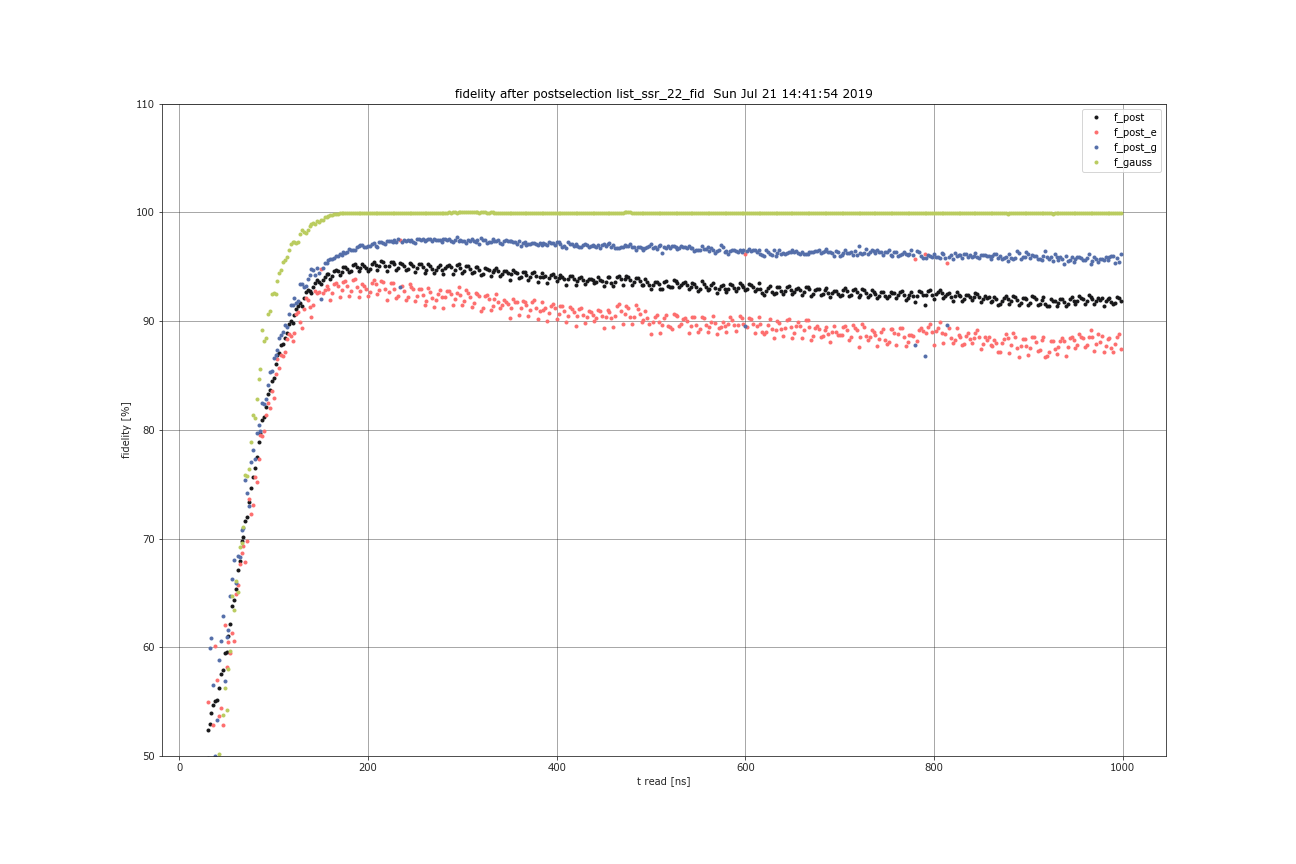 fidelity after postselection list_ssr_22_fid  Sun Jul 21 14:41:54 2019
110
100
90
80
70
60
50
fidelity [%]
f_post
f_post_e
f_post_g
f_gauss
0
200
400
600
800
1000
t read [ns]